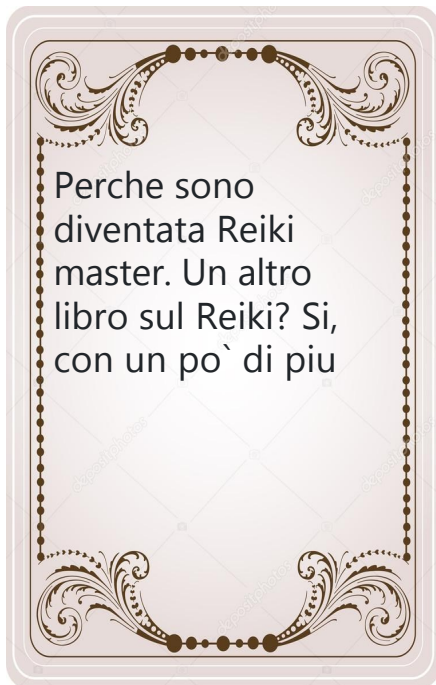 Perche sono
diventata Reiki
master. Un altro
libro sul Reiki? Si,
con un po` di piu